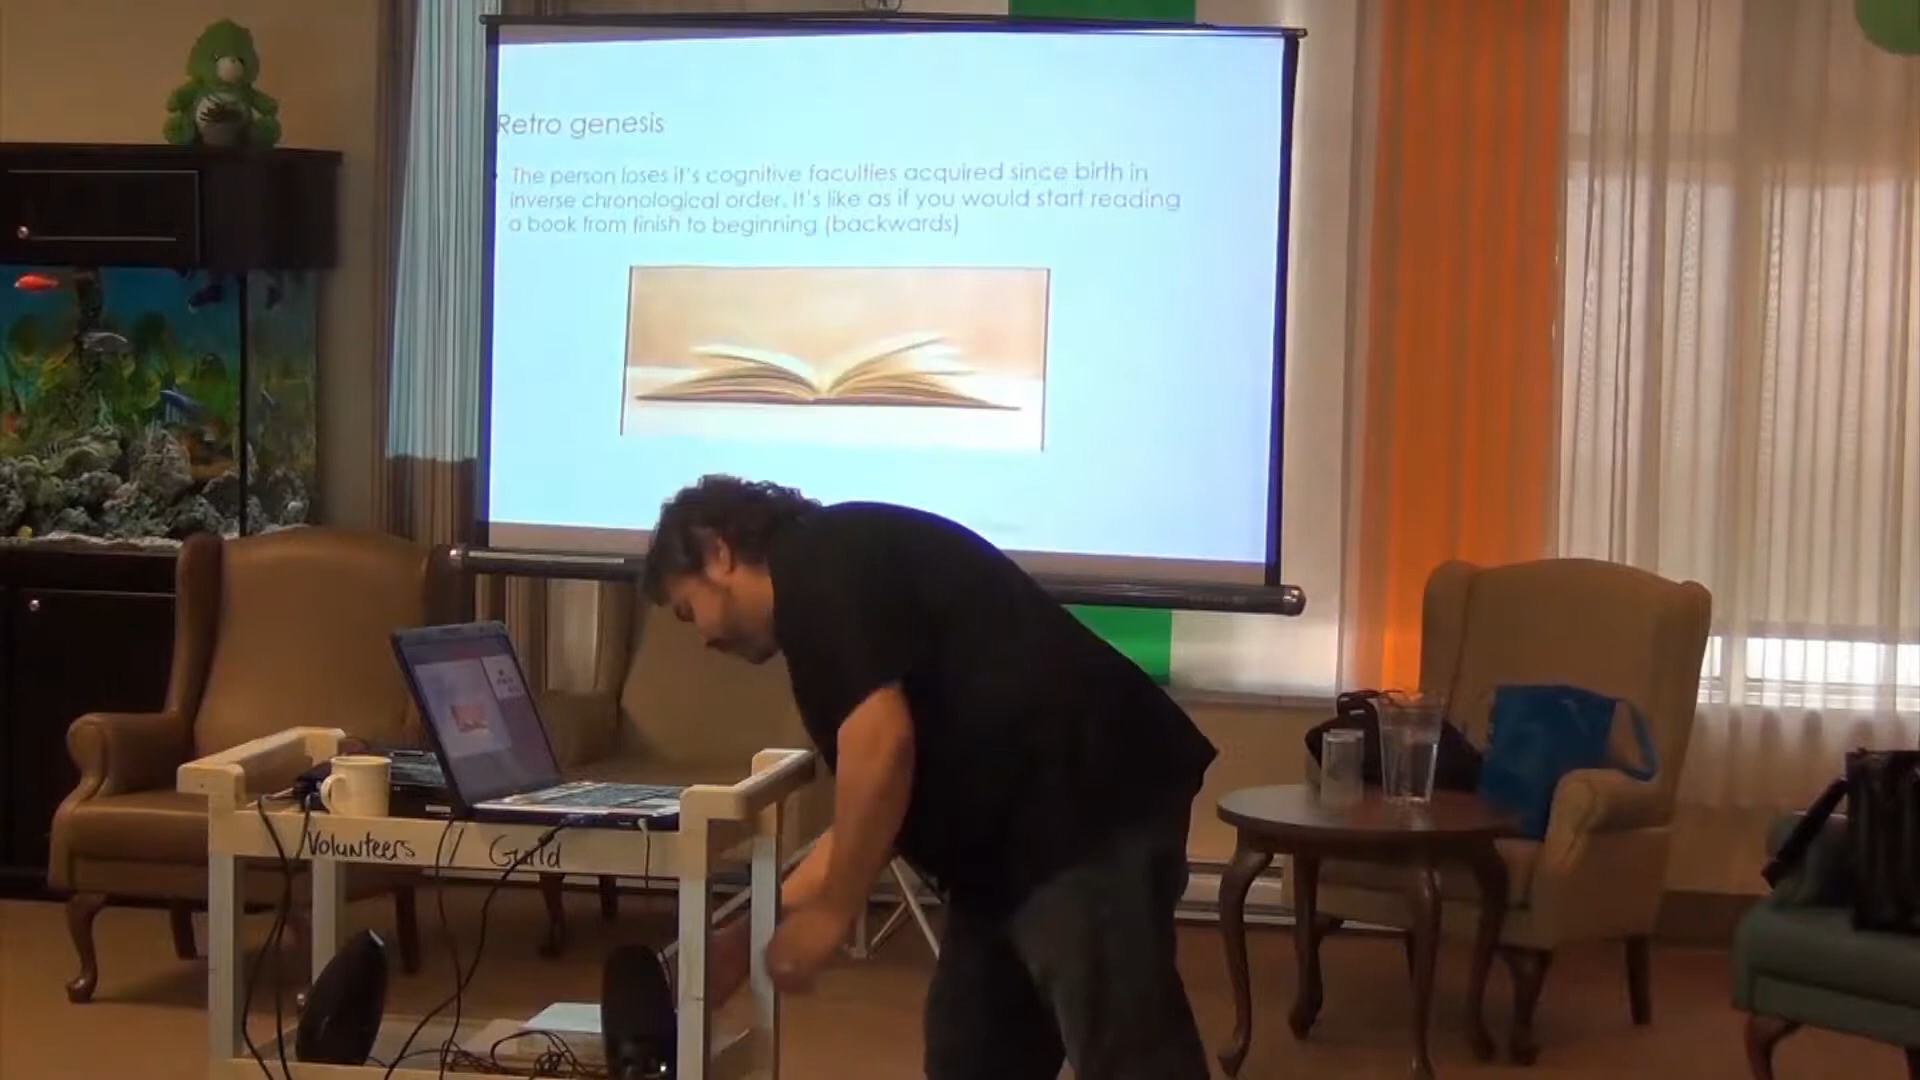 Retro genesis
The person loses it's cognitive faculties acquired since birth in
inverse chronological order. It's like as if you would start reading
a book from finish to beginning (backwards)
Volunteers / Guild